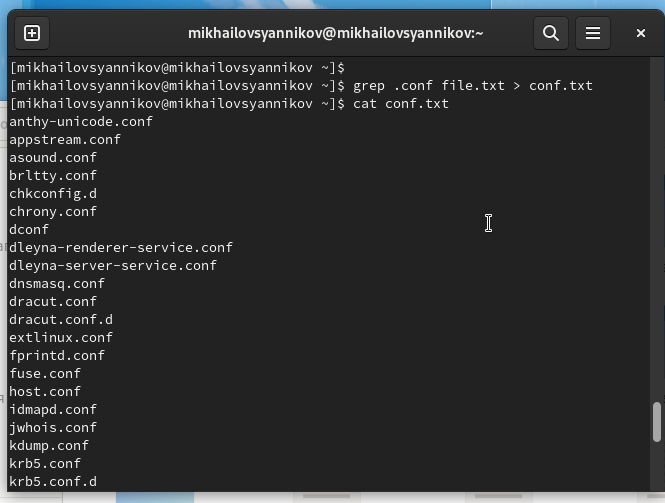 mikhailovsyannikov@mikhailovsyannikov:~
[mikhailovsyannikov@mikhailovsyannikov ~]$
[mikhailovsyannikov@mikhailovsyannikov ~]$ grep .conf file.txt > conf.txt
[mikhailovsyannikov@mikhailovsyannikov ~]$ cat conf.txt
anthy-unicode.conf
appstream.conf
asound.conf
brltty.conf
chkconfig.d
chrony.conf
dconf
dleyna-renderer-service.conf
dleyna-server-service.conf
dnsmasq.conf
dracut.conf
dracut.conf.d
extlinux.conf
fprintd.conf
fuse.conf
host.conf
idmapd.conf
jwhois.conf
kdump.conf
krb5.conf
krb5.conf.d